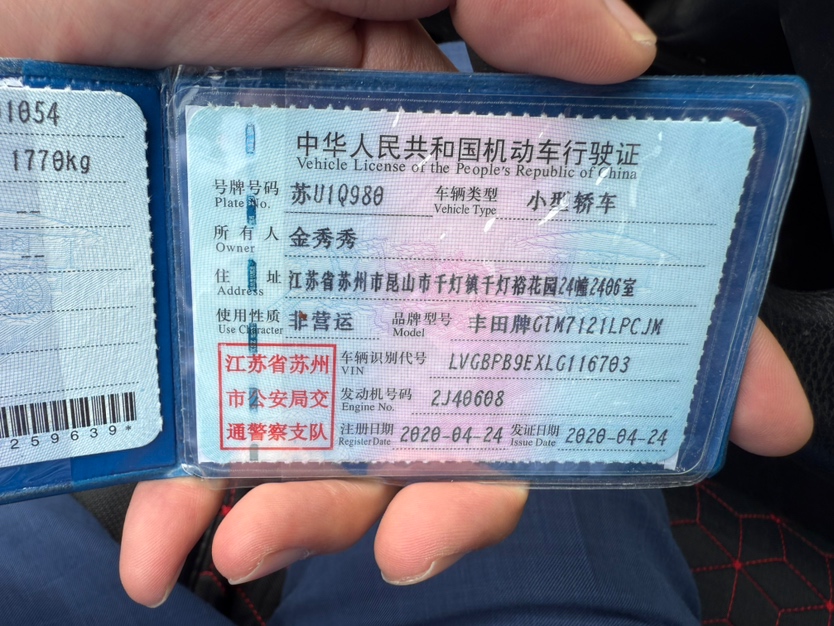 1054
1770kg
--
--
259639*
中华人民共和国机动车行驶证
Vehicle License of the People's Republic of China
号牌号码 苏U1Q980 车辆类型 小型轿车
Plate No. Vehicle Type
所有人 金秀秀
Owner
住址 江苏省苏州市昆山市千灯镇千灯裕花园24幢2406室
Address
使用性质 非营运 品牌型号 丰田牌GTM7121LPCJM
Use Character Model
江苏省苏州 车辆识别代号 LVGBPB9EXLG116703
VIN
市公安局交 发动机号码 2J40608
Engine No.
通警察支队 注册日期 2020-04-24 发证日期 2020-04-24
Register Date Issue Date